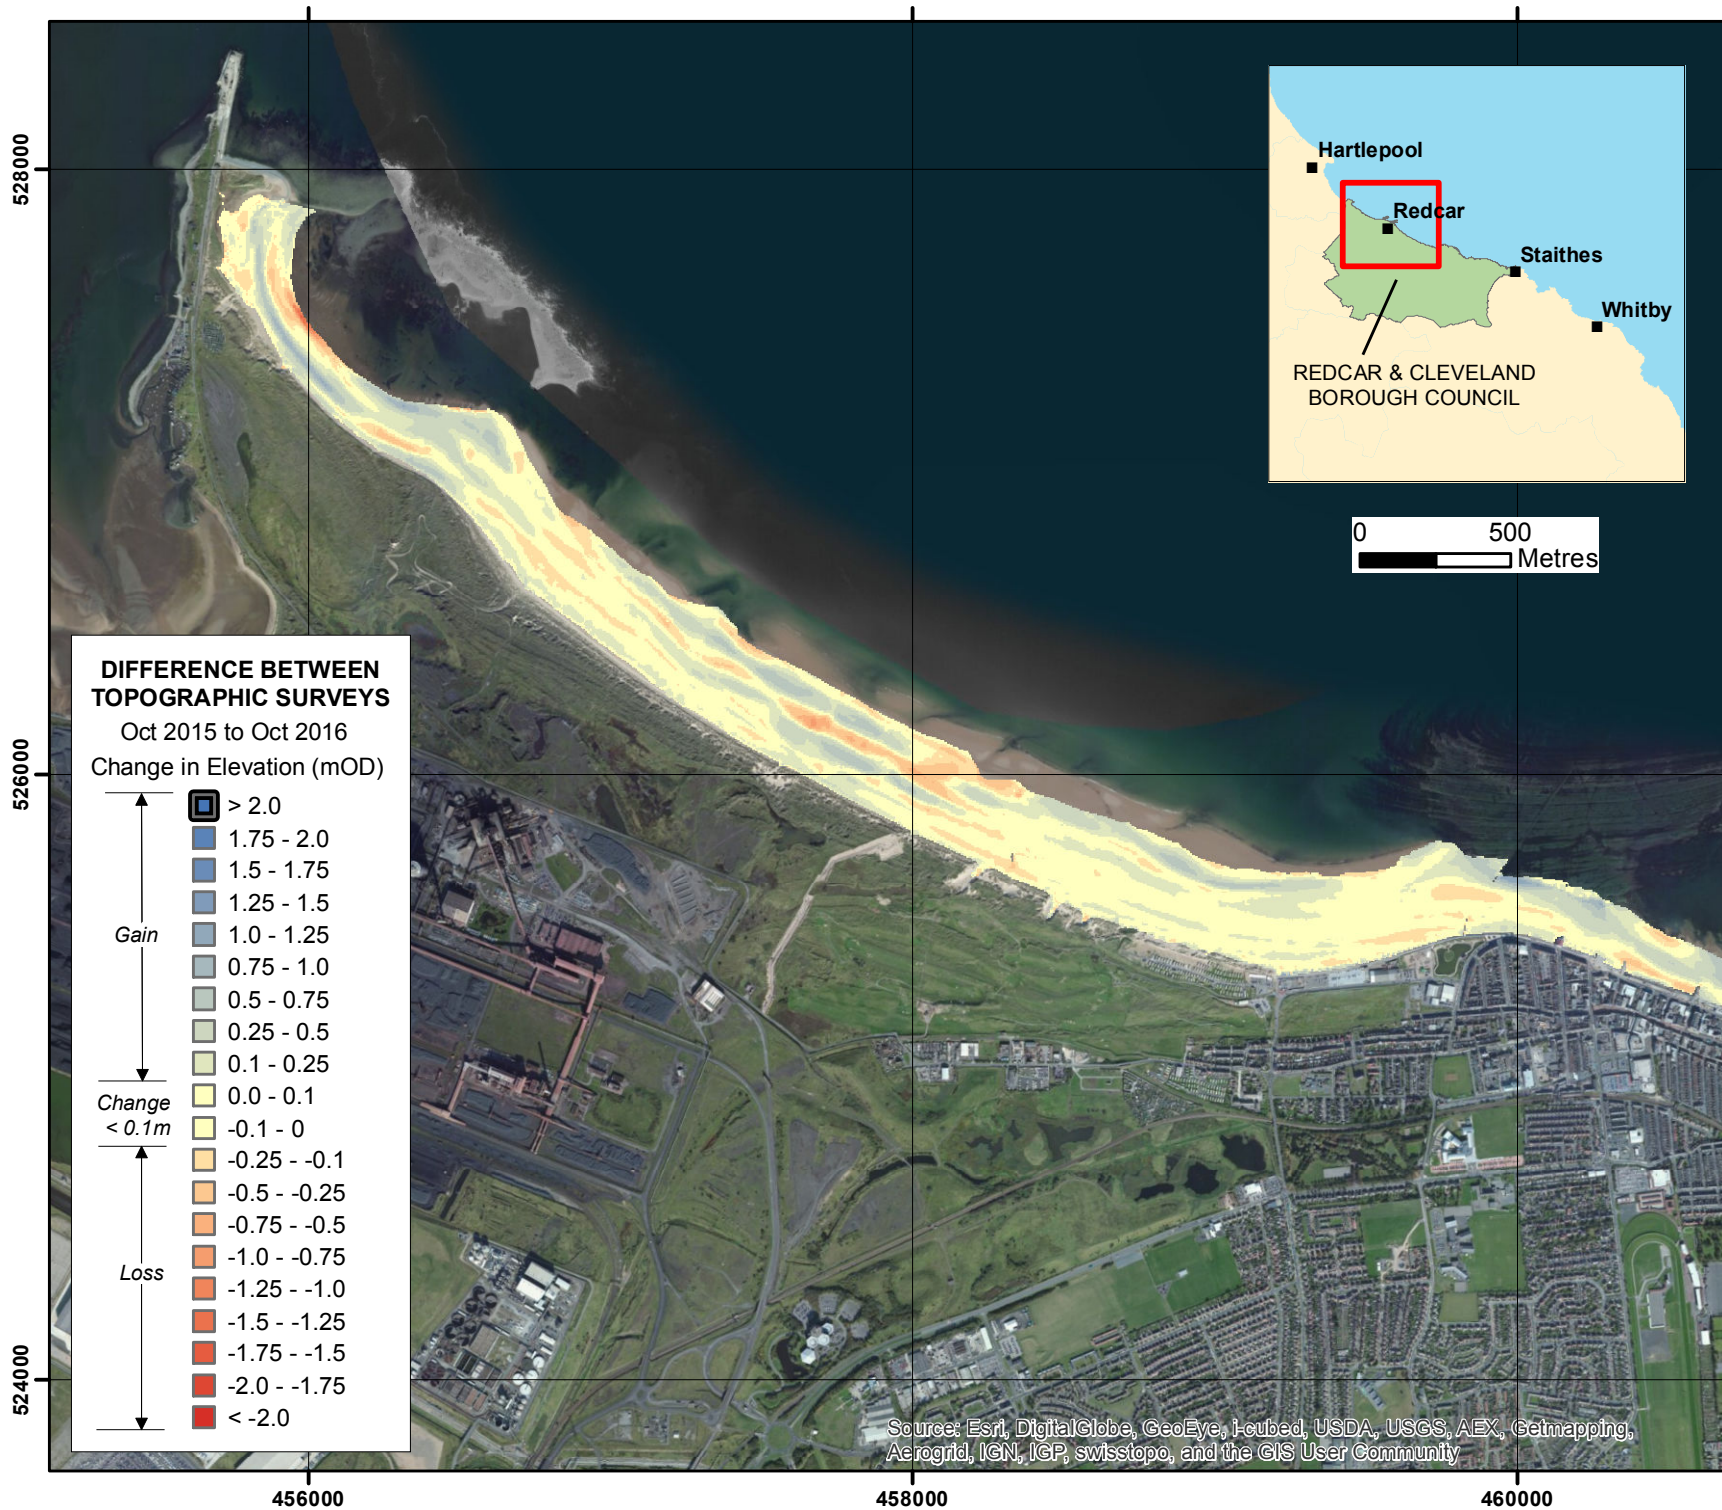 528000
526000
524000
456000
458000
460000
Hartlepool
Redcar
Staithes
Whitby
REDCAR & CLEVELAND
BOROUGH COUNCIL
0 500
Metres
DIFFERENCE BETWEEN
TOPOGRAPHIC SURVEYS
Oct 2015 to Oct 2016
Change in Elevation (mOD)
> 2.0
1.75 - 2.0
1.5 - 1.75
1.25 - 1.5
Gain
1.0 - 1.25
0.75 - 1.0
0.5 - 0.75
0.25 - 0.5
0.1 - 0.25
Change
< 0.1m
0.0 - 0.1
-0.1 - 0
-0.25 - -0.1
-0.5 - -0.25
-0.75 - -0.5
-1.0 - -0.75
Loss
-1.25 - -1.0
-1.5 - -1.25
-1.75 - -1.5
-2.0 - -1.75
< -2.0
Source: Esri, DigitalGlobe, GeoEye, i-cubed, USDA, USGS, AEX, Getmapping,
Aerogrid, IGN, IGP, swisstopo, and the GIS User Community